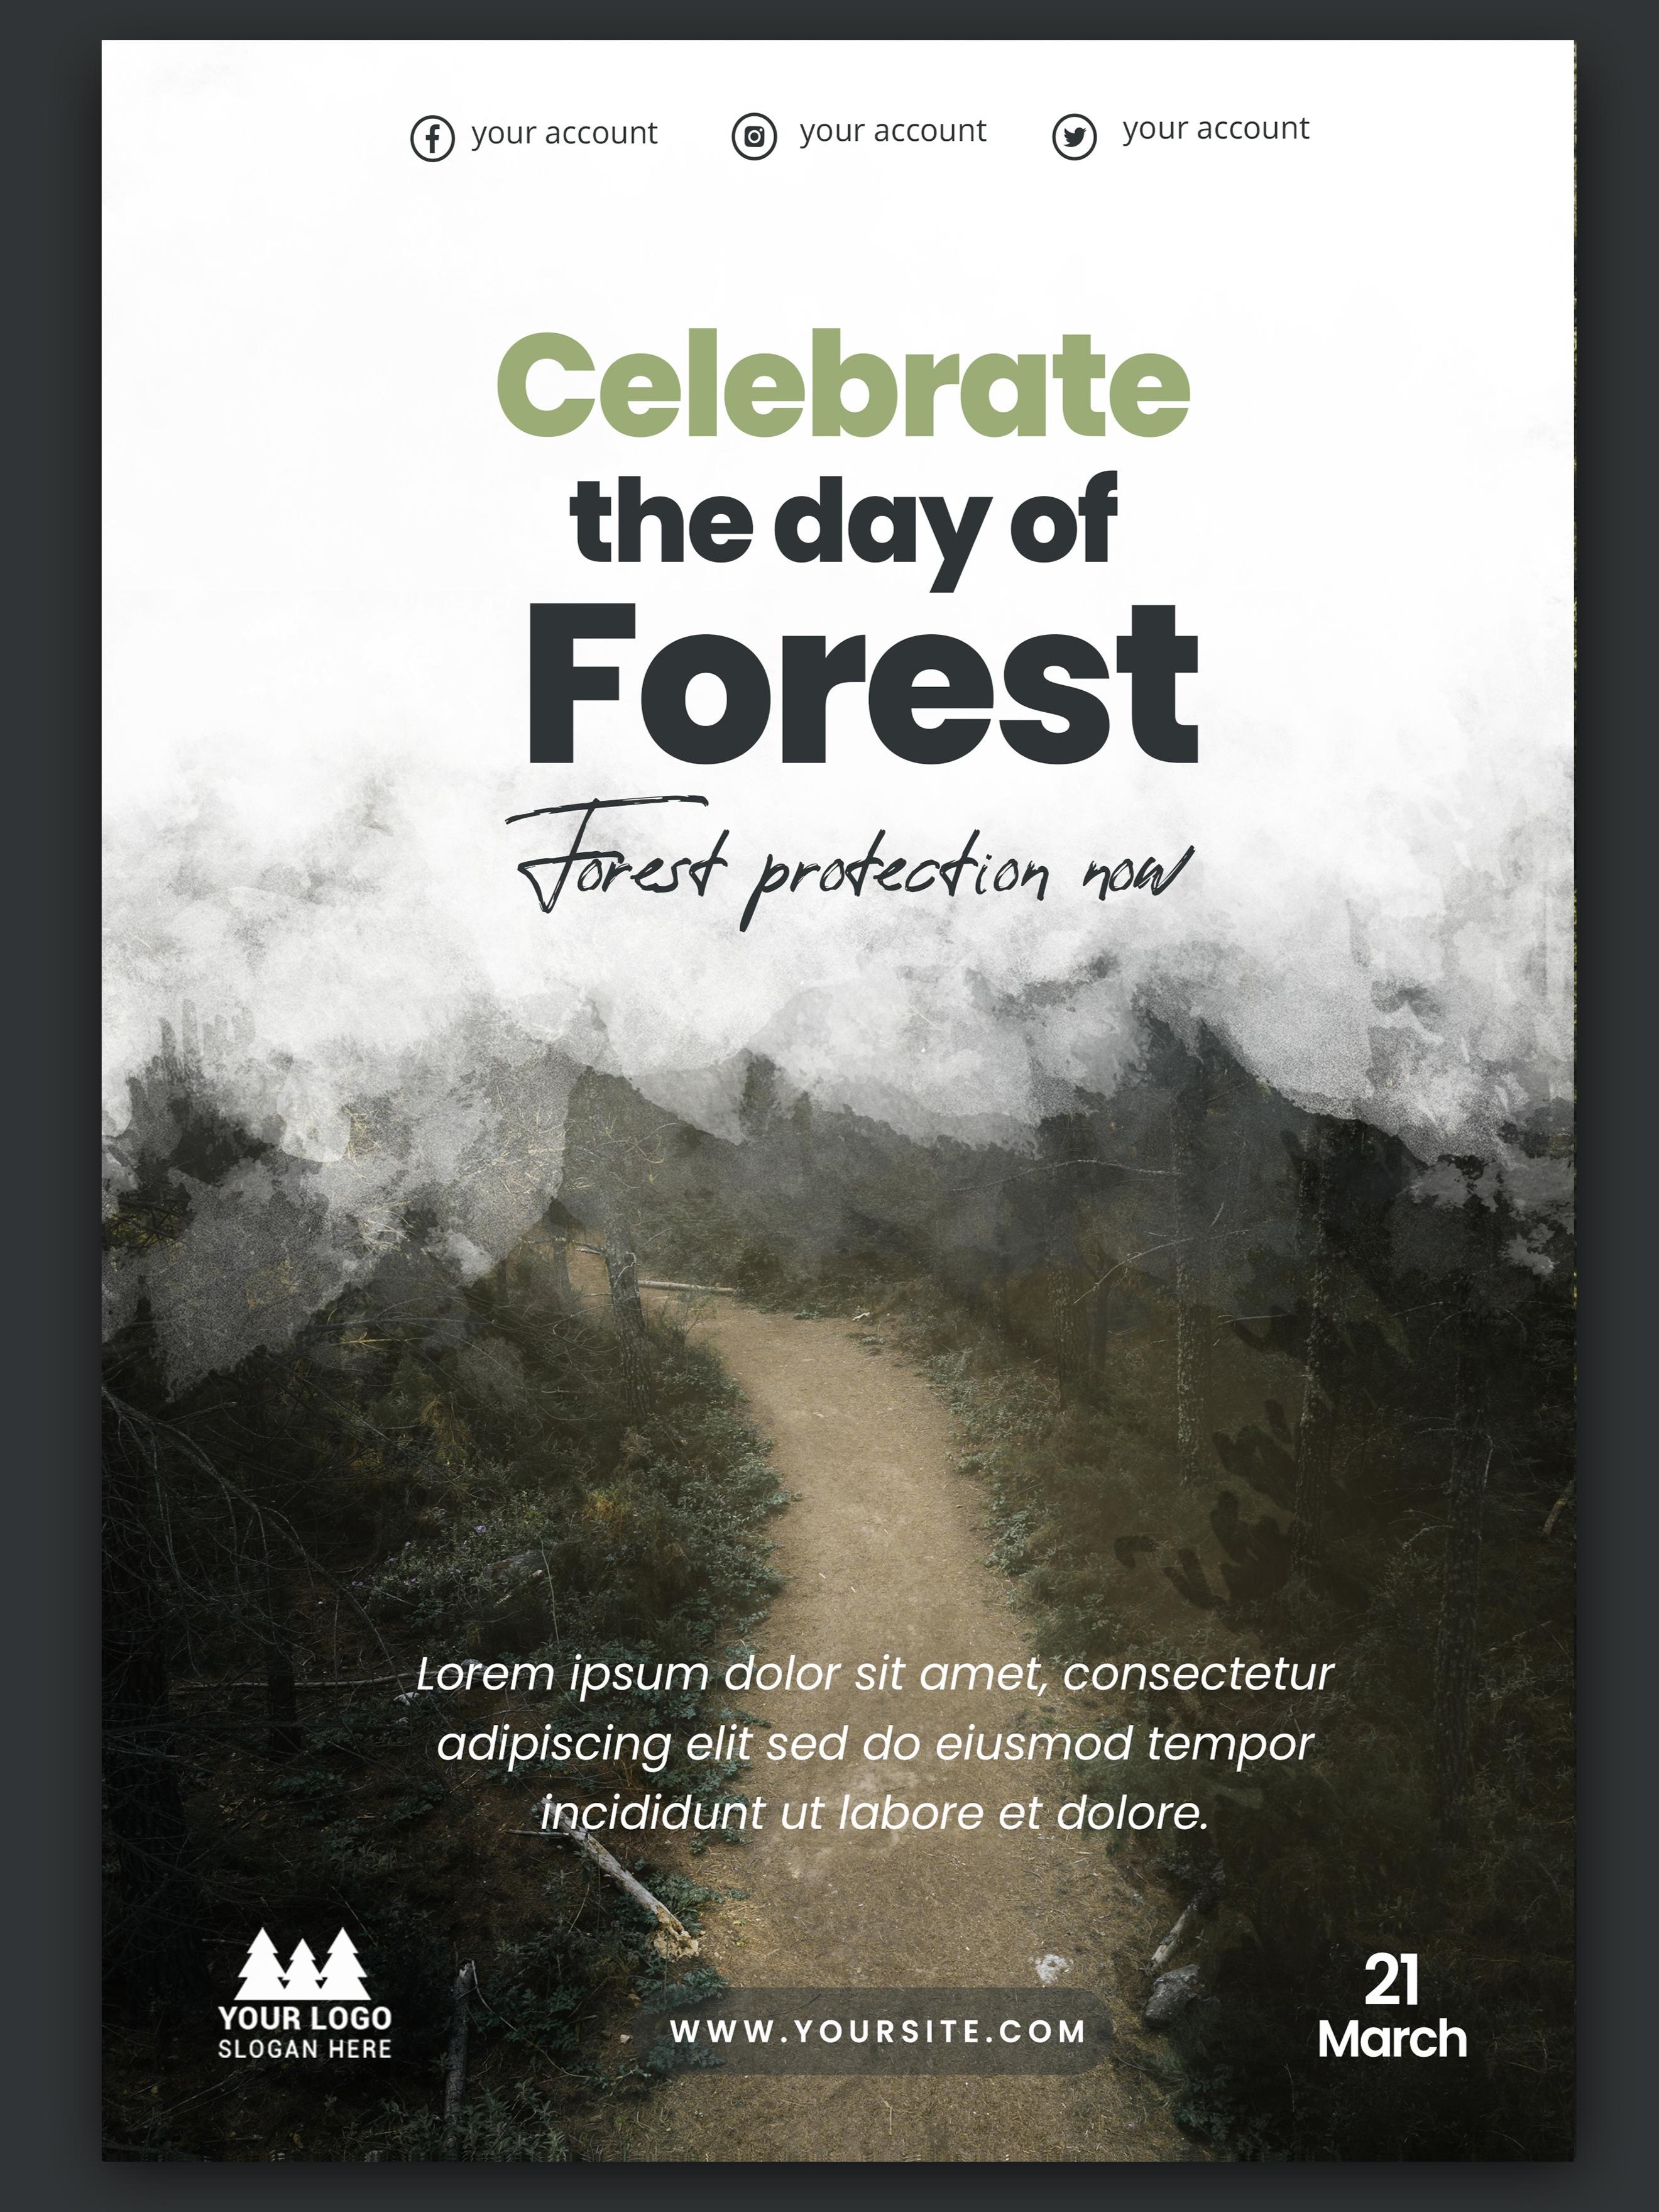 your account your account your account
Celebrate
the day of
Forest
Forest protection now
Lorem ipsum dolor sit amet, consectetur
adipiscing elit sed do eiusmod tempor
incididunt ut labore et dolore.
YOUR LOGO
SLOGAN HERE
WWW.YOURSITE.COM
21
March